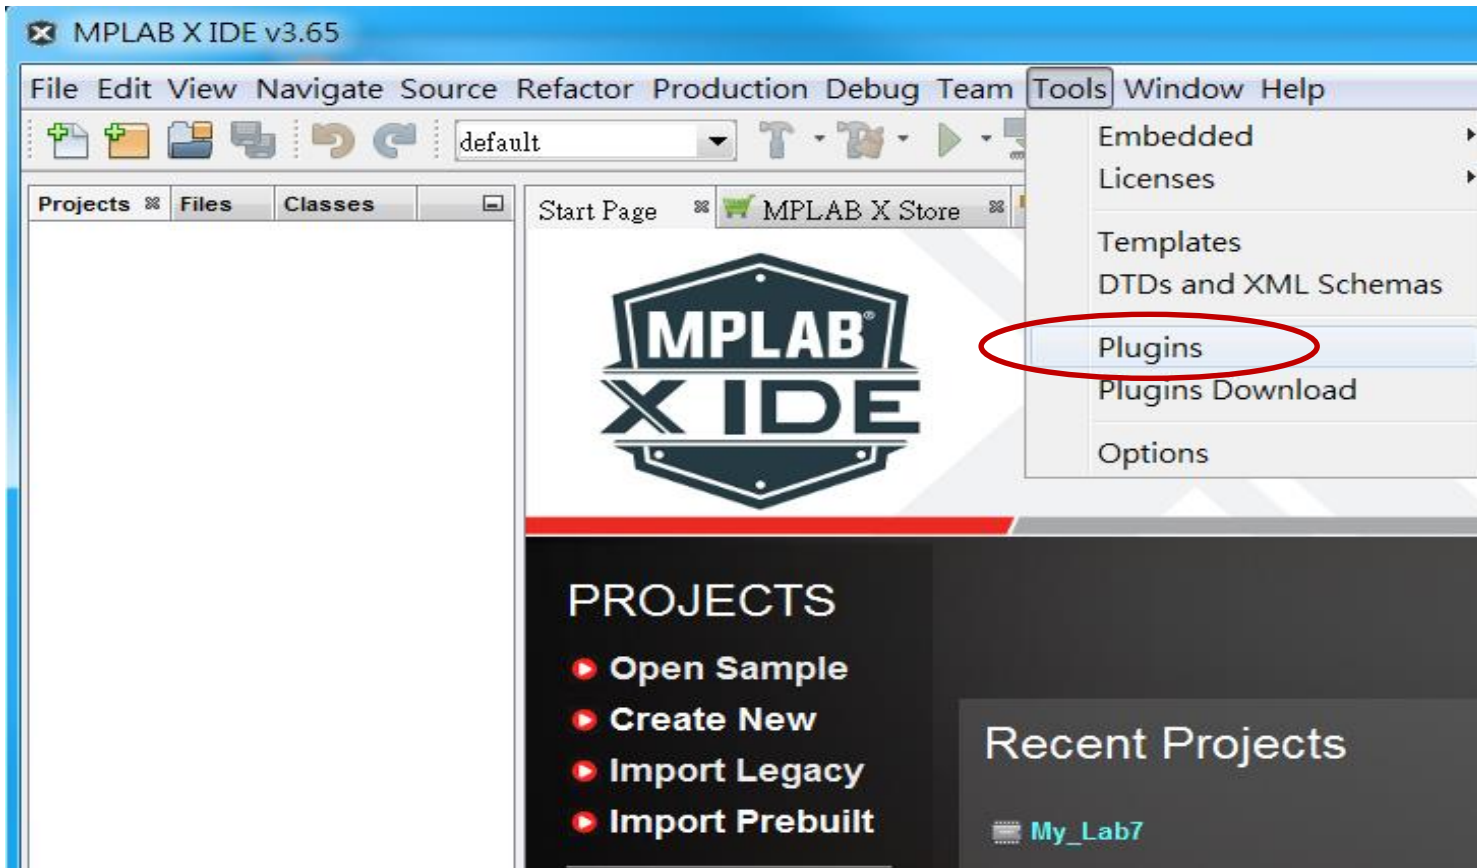 MPLAB X IDE v3.65
File Edit View Navigate Source Refactor Production Debug Team Tools Window Help
default
Embedded
Licenses
Templates
DTDs and XML Schemas
Plugins
Plugins Download
Options
Projects Files Classes
Start Page MPLAB X Store
MPLAB®
X IDE
PROJECTS
Open Sample
Create New
Import Legacy
Import Prebuilt
Recent Projects
My_Lab7